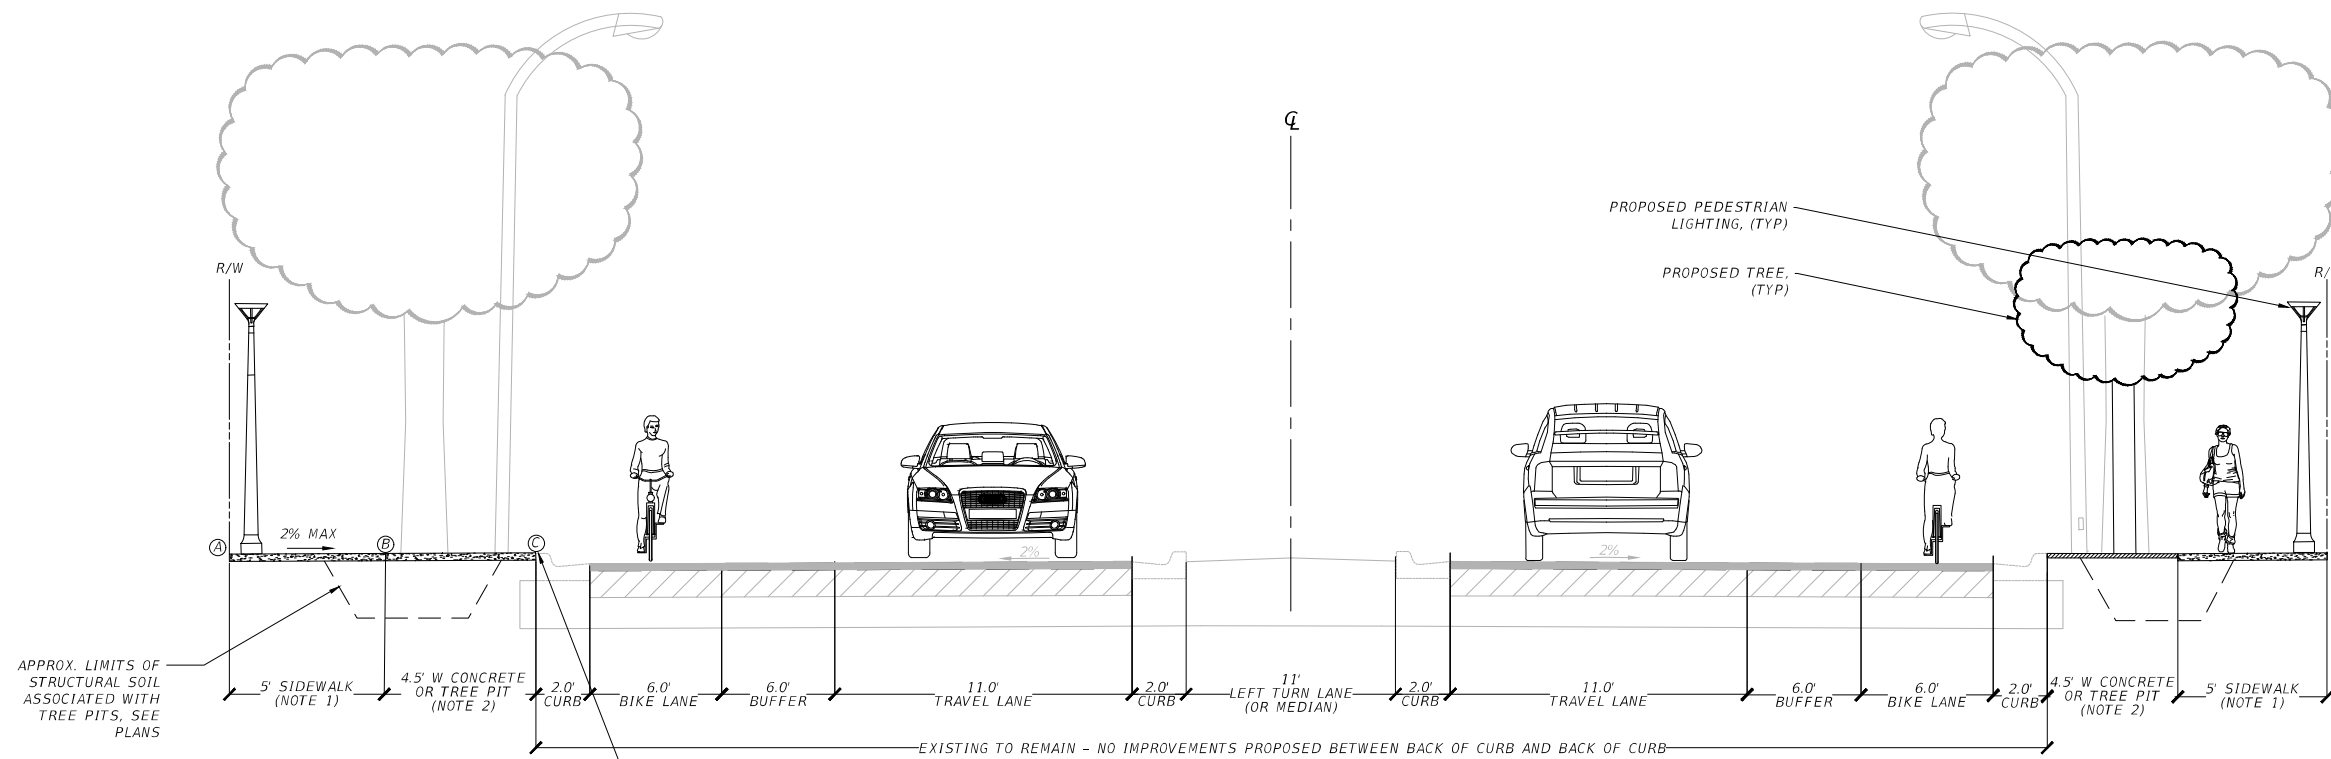 ℄
PROPOSED PEDESTRIAN
LIGHTING, (TYP)
PROPOSED TREE,
(TYP)
R/W
R/
A
2% MAX
B
C
2%
2%
APPROX. LIMITS OF
STRUCTURAL SOIL
ASSOCIATED WITH
TREE PITS, SEE
PLANS
5' SIDEWALK
(NOTE 1)
4.5' W CONCRETE
OR TREE PIT
(NOTE 2)
2.0'
CURB
6.0'
BIKE LANE
6.0'
BUFFER
11.0'
TRAVEL LANE
2.0'
CURB
11'
LEFT TURN LANE
(OR MEDIAN)
2.0'
CURB
11.0'
TRAVEL LANE
6.0'
BUFFER
6.0'
BIKE LANE
2.0'
CURB
4.5' W CONCRETE
OR TREE PIT
(NOTE 2)
5' SIDEWALK
(NOTE 1)
EXISTING TO REMAIN – NO IMPROVEMENTS PROPOSED BETWEEN BACK OF CURB AND BACK OF CURB